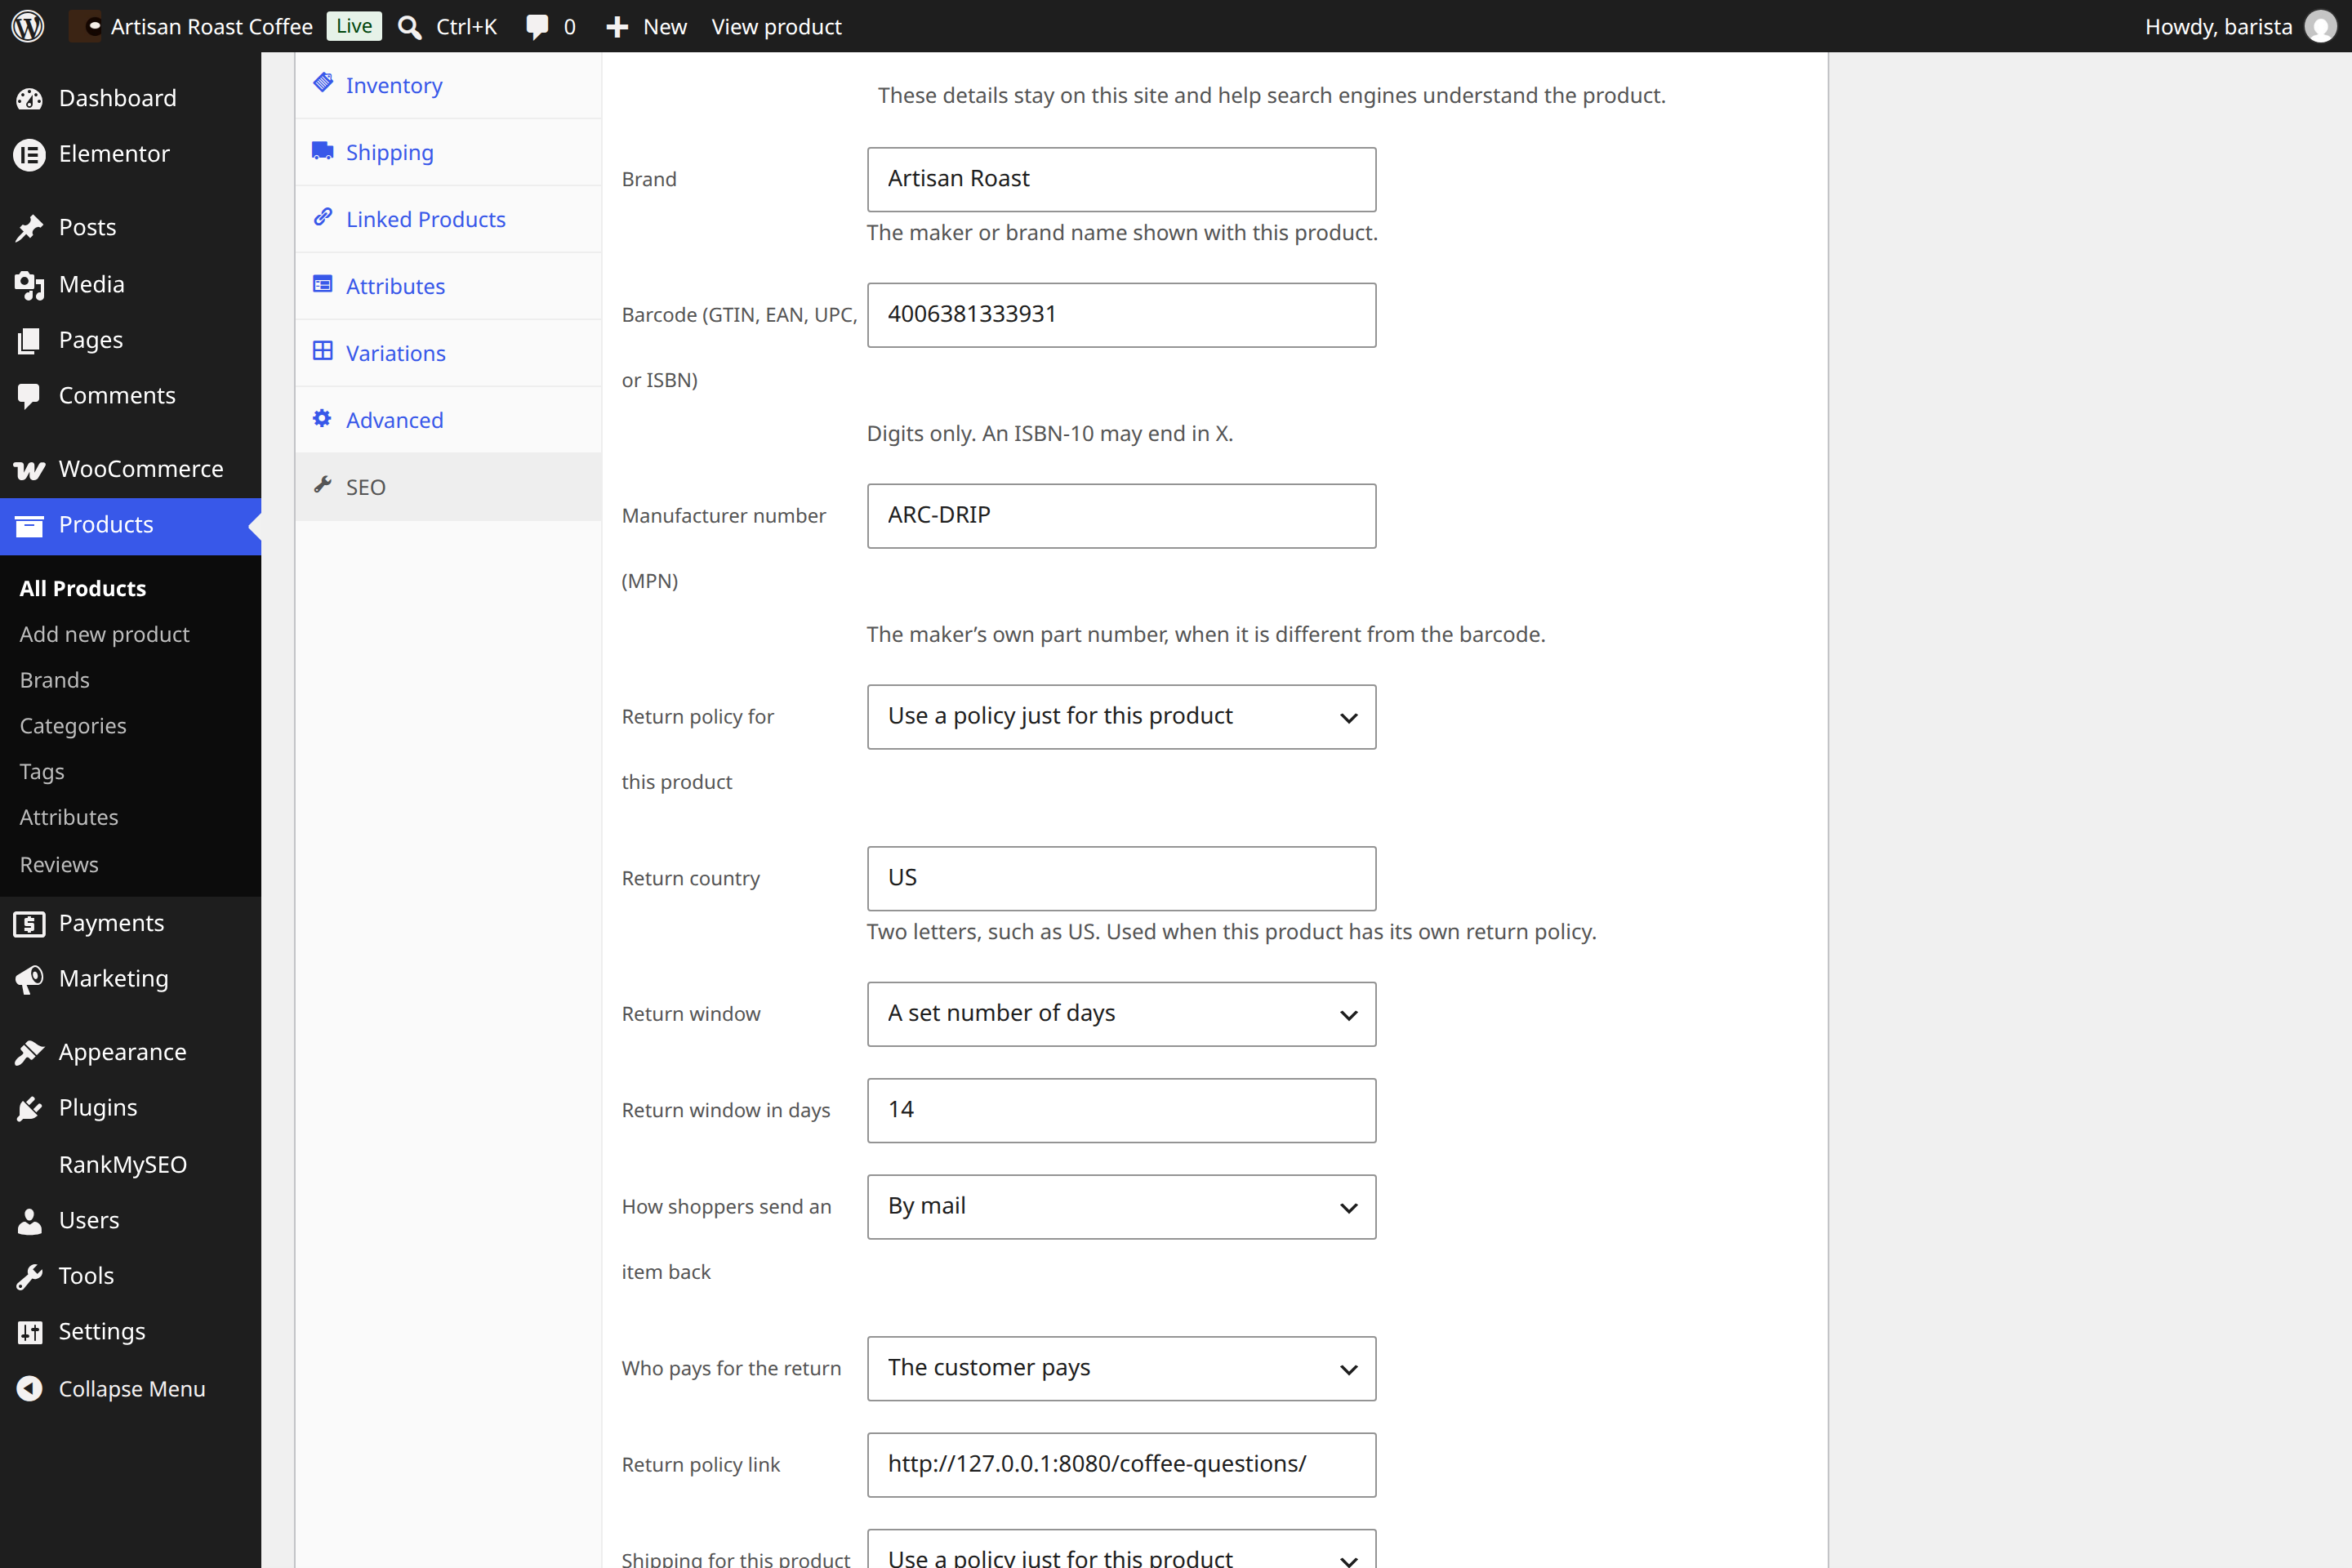 Artisan Roast Coffee Live Ctrl+K 0 New View product Howdy, barista
Dashboard
Elementor
Posts
Media
Pages
Comments
WooCommerce
Products
All Products
Add new product
Brands
Categories
Tags
Attributes
Reviews
Payments
Marketing
Appearance
Plugins
RankMySEO
Users
Tools
Settings
Collapse Menu
Inventory
Shipping
Linked Products
Attributes
Variations
Advanced
SEO
These details stay on this site and help search engines understand the product.
Brand Artisan Roast
The maker or brand name shown with this product.
Barcode (GTIN, EAN, UPC, 4006381333931
or ISBN)
Digits only. An ISBN-10 may end in X.
Manufacturer number ARC-DRIP
(MPN)
The maker’s own part number, when it is different from the barcode.
Return policy for Use a policy just for this product
this product
Return country US
Two letters, such as US. Used when this product has its own return policy.
Return window A set number of days
Return window in days 14
How shoppers send an By mail
item back
Who pays for the return The customer pays
Return policy link http://127.0.0.1:8080/coffee-questions/
Shipping for this product Use a policy just for this product